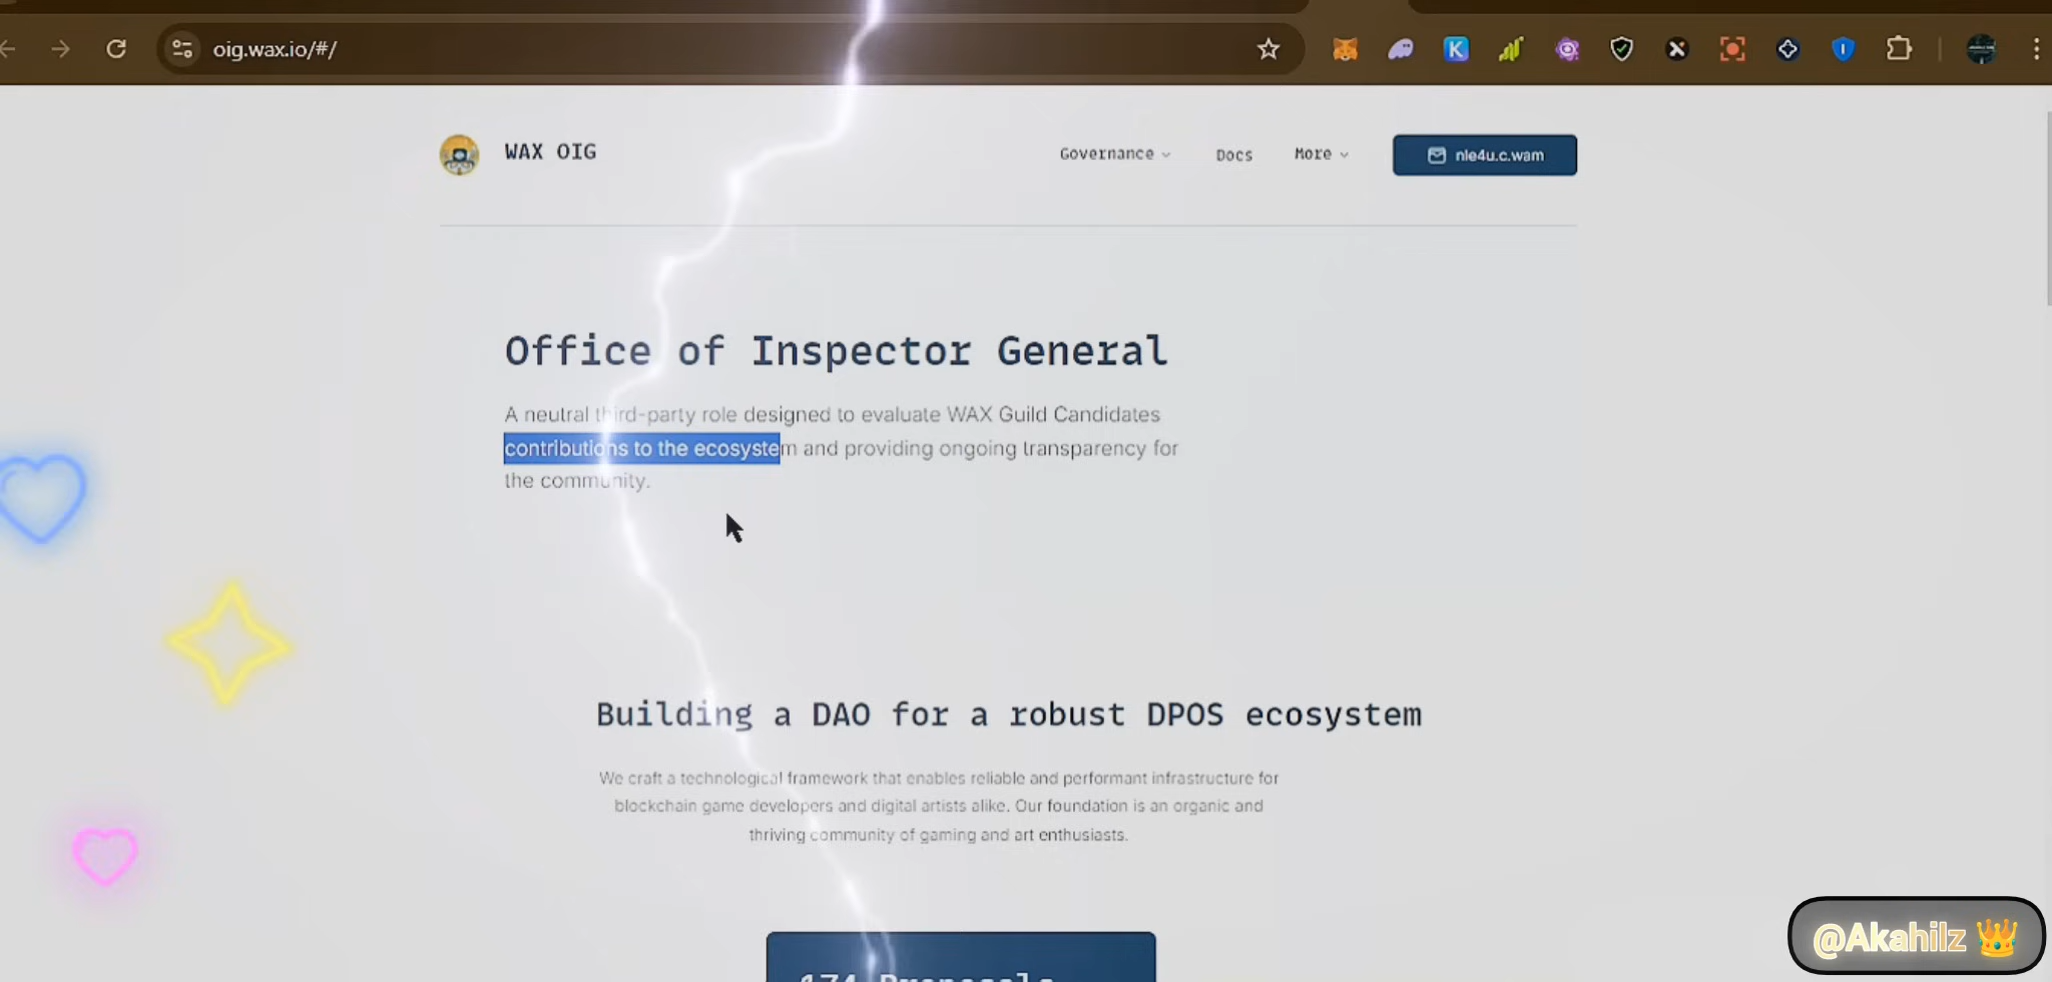 oig.wax.io/#/
WAX OIG
Governance
Docs
More
nle4u.c.wam
Office of Inspector General
A neutral third-party role designed to evaluate WAX Guild Candidates
contributions to the ecosystem and providing ongoing transparency for
the community.
Building a DAO for a robust DPOS ecosystem
We craft a technological framework that enables reliable and performant infrastructure for
blockchain game developers and digital artists alike. Our foundation is an organic and
thriving community of gaming and art enthusiasts.
174 Proposals
@Akahilz